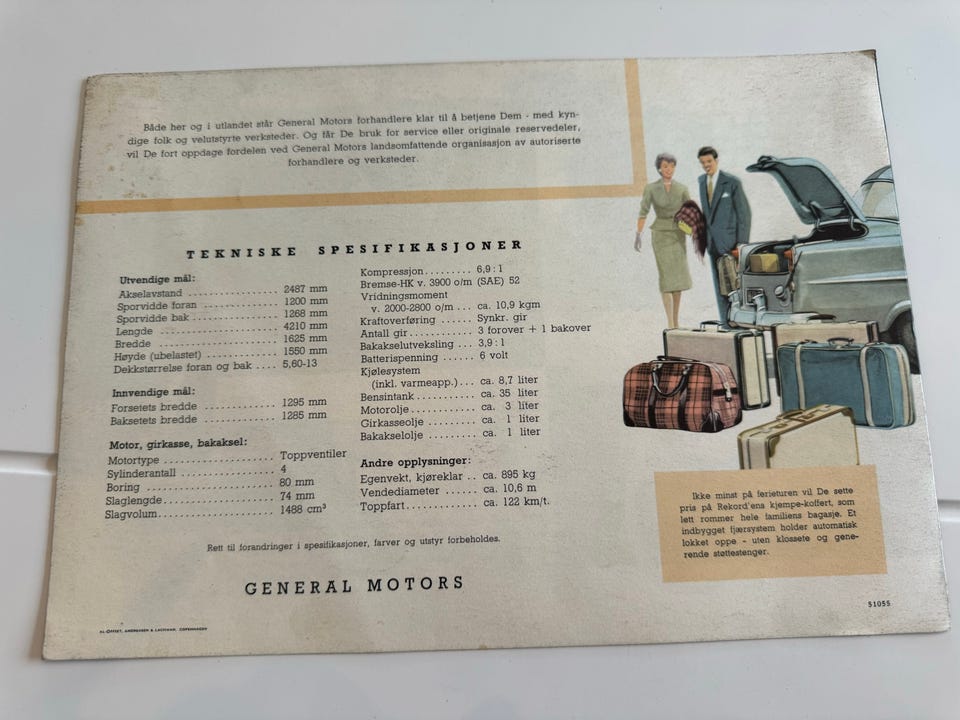 Både her og i utlandet står General Motors forhandlere klar til å betjene Dem - med kyn-
dige folk og velutstyrte verksteder. Og får De bruk for service eller originale reservedeler,
vil De fort oppdage fordelen ved General Motors landsomfattende organisasjon av autoriserte
forhandlere og verksteder.
TEKNISKE SPESIFIKASJONER
Utvendige mål:
Akselavstand ................ 2487 mm
Sporvidde foran ............. 1200 mm
Sporvidde bak ............... 1268 mm
Lengde ...................... 4210 mm
Bredde ...................... 1625 mm
Høyde (ubelastet) ........... 1550 mm
Dekkstørrelse foran og bak .... 5,60-13
Innvendige mål:
Forsetets bredde ............ 1295 mm
Baksetets bredde ............ 1285 mm
Motor, girkasse, bakaksel:
Motortype ................... Toppventiler
Sylinderantall .............. 4
Boring ...................... 80 mm
Slaglengde................... 74 mm
Slagvolum.................... 1488 cm³
Kompressjon......... 6,9 : 1
Bremse-HK v. 3900 o/m (SAE) 52
Vridningsmoment
v. 2000-2800 o/m ... ca. 10,9 kgm
Kraftoverføring ...... Synkr. gir
Antall gir........... 3 forover + 1 bakover
Bakakselutveksling ... 3,9 : 1
Batterispenning ...... 6 volt
Kjølesystem
(inkl. varmeapp.)... ca. 8,7 liter
Bensintank.......... ca. 35 liter
Motorolje........... ca. 3 liter
Girkasseolje ....... ca. 1 liter
Bakakselolje ........ ca. 1 liter
Andre opplysninger:
Egenvekt, kjøreklar .. ca. 895 kg
Vendediameter ...... ca. 10,6 m
Toppfart............ ca. 122 km/t.
Rett til forandringer i spesifikasjoner, farver og utstyr forbeholdes.
GENERAL MOTORS
Ikke minst på ferieturen vil De sette
pris på Rekord'ens kjempe-koffert, som
lett rommer hele familiens bagasje. Et
indbygget fjærsystem holder automatisk
lokket oppe - uten klossete og gene-
rende støttestenger.
51055
HL-OFFSET, ANDREASEN & LACHMAN, COPENHAGEN